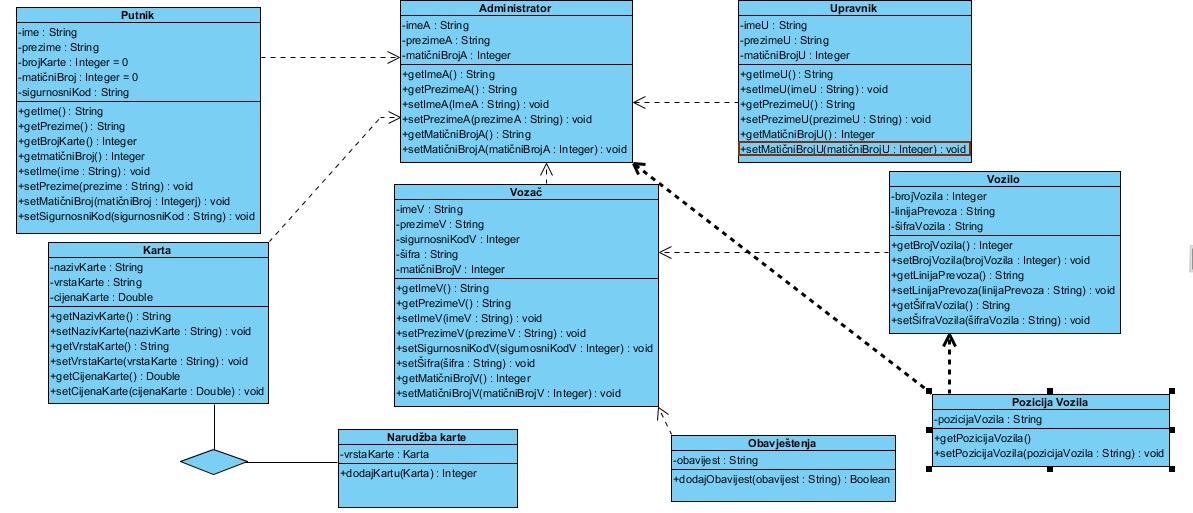 Putnik
-ime : String
-prezime : String
-brojKarte : Integer = 0
-matičniBroj : Integer = 0
-sigurnosniKod : String
+getIme() : String
+getPrezime() : String
+getBrojKarte() : Integer
+getmatičniBroj() : Integer
+setIme(ime : String) : void
+setPrezime(prezime : String) : void
+setMatičniBroj(matičniBroj : Integerj) : void
+setSigurnosniKod(sigurnosniKod : String) : void
Administrator
-imeA : String
-prezimeA : String
-matičniBrojA : Integer
+getImeA() : String
+getPrezimeA() : String
+setImeA(ImeA : String) : void
+setPrezimeA(prezimeA : String) : void
+getMatičniBrojA() : String
+setMatičniBrojA(matičniBrojA : Integer) : void
Upravnik
-imeU : String
-prezimeU : String
-matičniBrojU : Integer
+getImeU() : String
+setImeU(imeU : String) : void
+getPrezimeU() : String
+setPrezimeU(prezimeU : String) : void
+getMatičniBrojU() : Integer
+setMatičniBrojU(matičniBrojU : Integer) : void
Vozač
-imeV : String
-prezimeV : String
-sigurnosniKodV : Integer
-šifra : String
-matičniBrojV : Integer
+getImeV() : String
+getPrezimeV() : String
+setImeV(imeV : String) : void
+setPrezimeV(prezimeV : String) : void
+setSigurnosniKodV(sigurnosniKodV : Integer) : void
+setŠifra(šifra : String) : void
+getMatičniBrojV() : Integer
+setMatičniBrojV(matičniBrojV : Integer) : void
Vozilo
-brojVozila : Integer
-linijaPrevoza : String
-šifraVozila : String
+getBrojVozila() : Integer
+setBrojVozila(brojVozila : Integer) : void
+getLinijaPrevoza() : String
+setLinijaPrevoza(linijaPrevoza : String) : void
+getŠifraVozila() : String
+setŠifraVozila(šifraVozila : String) : void
Karta
-nazivKarte : String
-vrstaKarte : String
-cijenaKarte : Double
+getNazivKarte() : String
+setNazivKarte(nazivKarte : String) : void
+getVrstaKarte() : String
+setVrstaKarte(vrstaKarte : String) : void
+getCijenaKarte() : Double
+setCijenaKarte(cijenaKarte : Double) : void
Pozicija Vozila
-pozicijaVozila : String
+getPozicijaVozila()
+setPozicijaVozila(pozicijaVozila : String) : void
Narudžba karte
-vrstaKarte : Karta
+dodajKartu(Karta) : Integer
Obavještenja
-obavijest : String
+dodajObavijest(obavijest : String) : Boolean